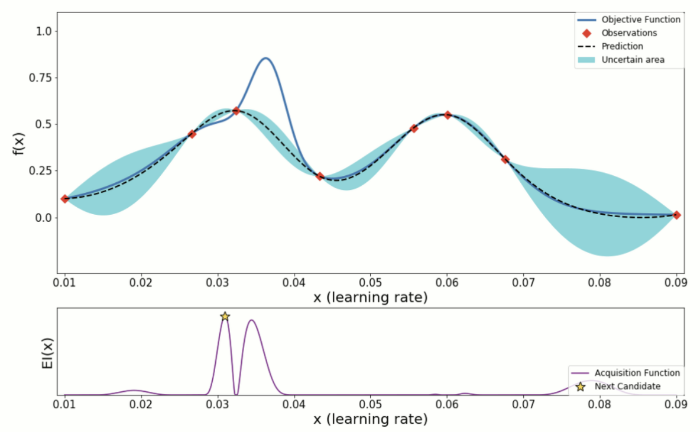 Objective Function
Observations
Prediction
Uncertain area
1.0
0.75
0.5
0.25
0.0
f(x)
0.01 0.02 0.03 0.04 0.05 0.06 0.07 0.08 0.09
x (learning rate)
EI(x)
Acquisition Function
Next Candidate
0.01 0.02 0.03 0.04 0.05 0.06 0.07 0.08 0.09
x (learning rate)